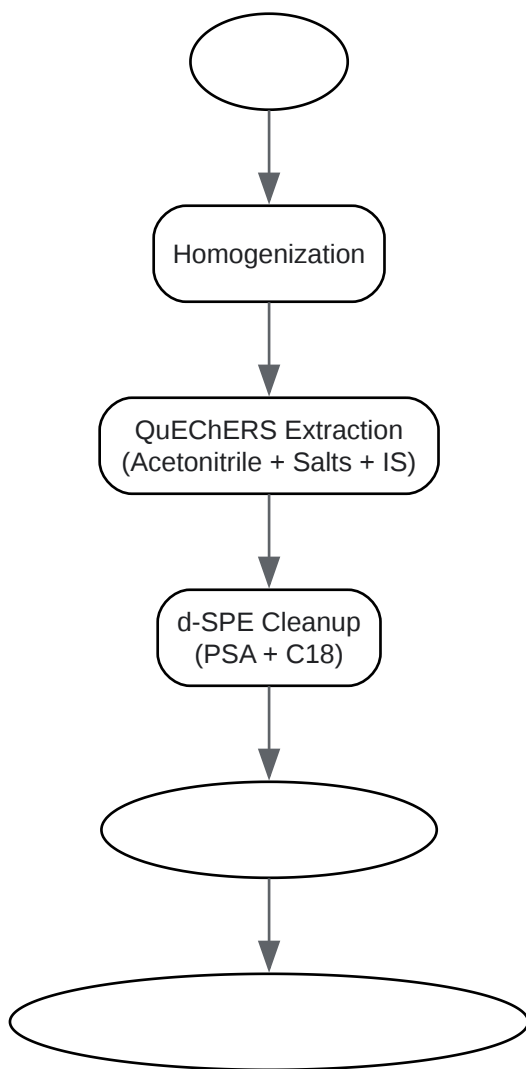 Homogenization
QuEChERS Extraction
(Acetonitrile + Salts + IS)
d-SPE Cleanup
(PSA + C18)